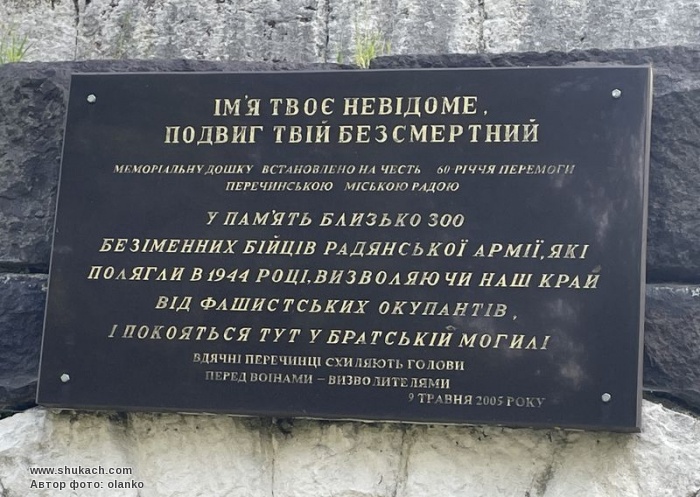 ІМ'Я ТВОЄ НЕВІДОМЕ,
ПОДВИГ ТВІЙ БЕЗСМЕРТНИЙ
МЕМОРІАЛЬНУ ДОШКУ ВСТАНОВЛЕНО НА ЧЕСТЬ 60 РІЧЧЯ ПЕРЕМОГИ
ПЕРЕЧИНСЬКОЮ МІСЬКОЮ РАДОЮ
У ПАМ'ЯТЬ БЛИЗЬКО 300
БЕЗІМЕННИХ БІЙЦІВ РАДЯНСЬКОЇ АРМІЇ, ЯКІ
ПОЛЯГЛИ В 1944 РОЦІ, ВИЗВОЛЯЮЧИ НАШ КРАЙ
ВІД ФАШИСТСЬКИХ ОКУПАНТІВ,
І ПОКОЯТЬСЯ ТУТ У БРАТСЬКІЙ МОГИЛІ
ВДЯЧНІ ПЕРЕЧИНЦІ СХИЛЯЮТЬ ГОЛОВИ
ПЕРЕД ВОІНАМИ – ВИЗВОЛИТЕЛЯМИ
9 ТРАВНЯ 2005 РОКУ
www.shukach.com
Автор фото: olanko